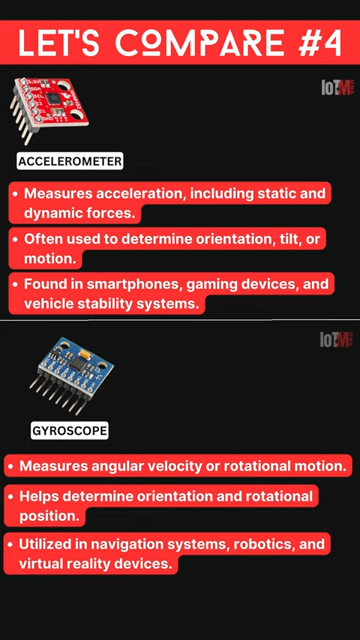 LET'S COMPARE #4
IoTM
ACCELEROMETER
• Measures acceleration, including static and
dynamic forces.
• Often used to determine orientation, tilt, or
motion.
• Found in smartphones, gaming devices, and
vehicle stability systems.
IoTM
GYROSCOPE
• Measures angular velocity or rotational motion.
• Helps determine orientation and rotational
position.
• Utilized in navigation systems, robotics, and
virtual reality devices.